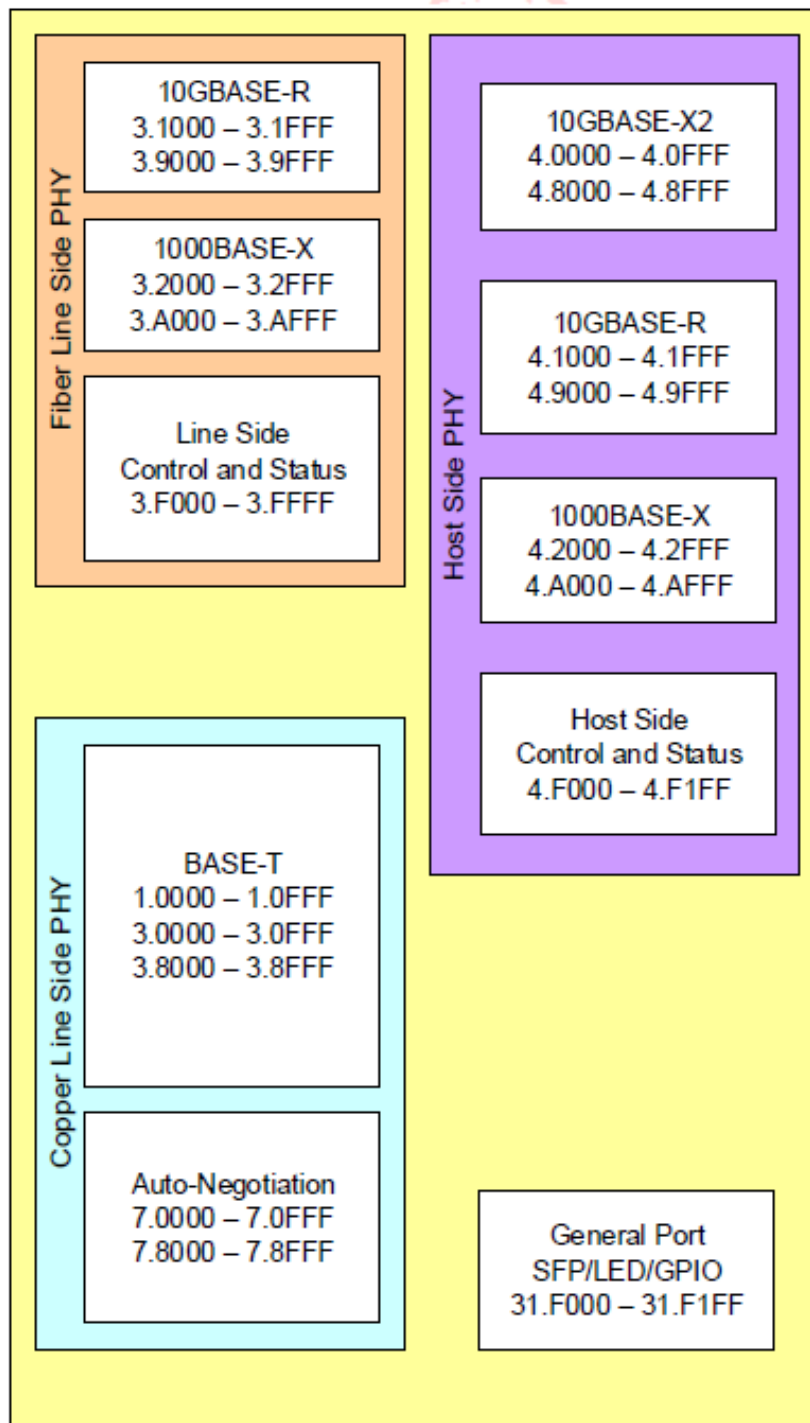 Fiber Line Side PHY
10GBASE-R
3.1000 – 3.1FFF
3.9000 – 3.9FFF
1000BASE-X
3.2000 – 3.2FFF
3.A000 – 3.AFFF
Line Side
Control and Status
3.F000 – 3.FFFF
Host Side PHY
10GBASE-X2
4.0000 – 4.0FFF
4.8000 – 4.8FFF
10GBASE-R
4.1000 – 4.1FFF
4.9000 – 4.9FFF
1000BASE-X
4.2000 – 4.2FFF
4.A000 – 4.AFFF
Host Side
Control and Status
4.F000 – 4.F1FF
Copper Line Side PHY
BASE-T
1.0000 – 1.0FFF
3.0000 – 3.0FFF
3.8000 – 3.8FFF
Auto-Negotiation
7.0000 – 7.0FFF
7.8000 – 7.8FFF
General Port
SFP/LED/GPIO
31.F000 – 31.F1FF